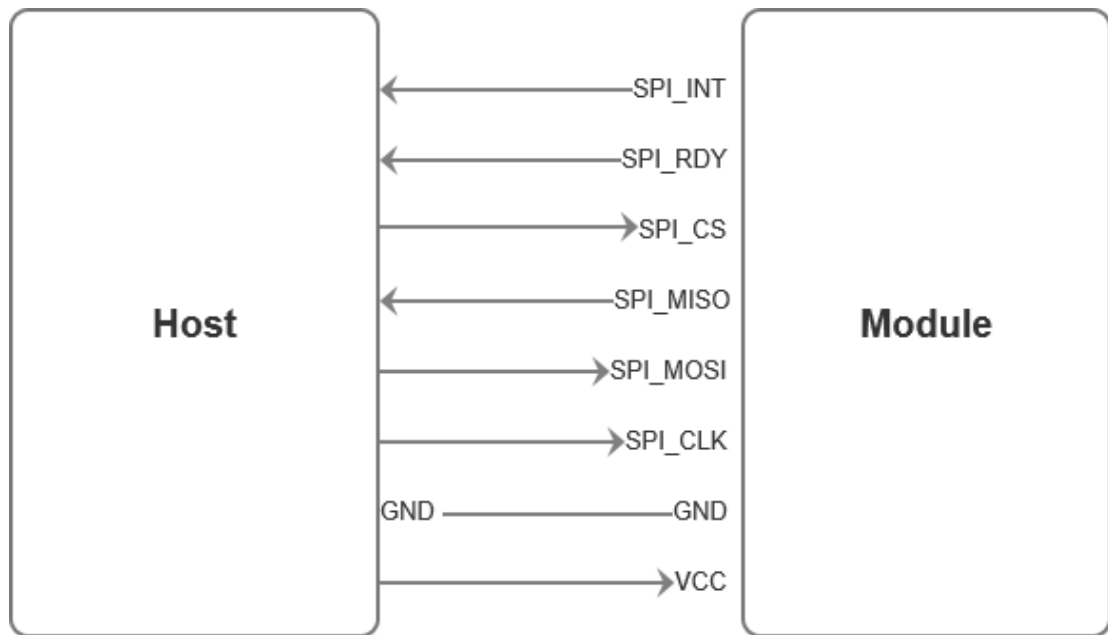 SPI_INT
SPI_RDY
SPI_CS
SPI_MISO
Host
Module
SPI_MOSI
SPI_CLK
GND GND
VCC